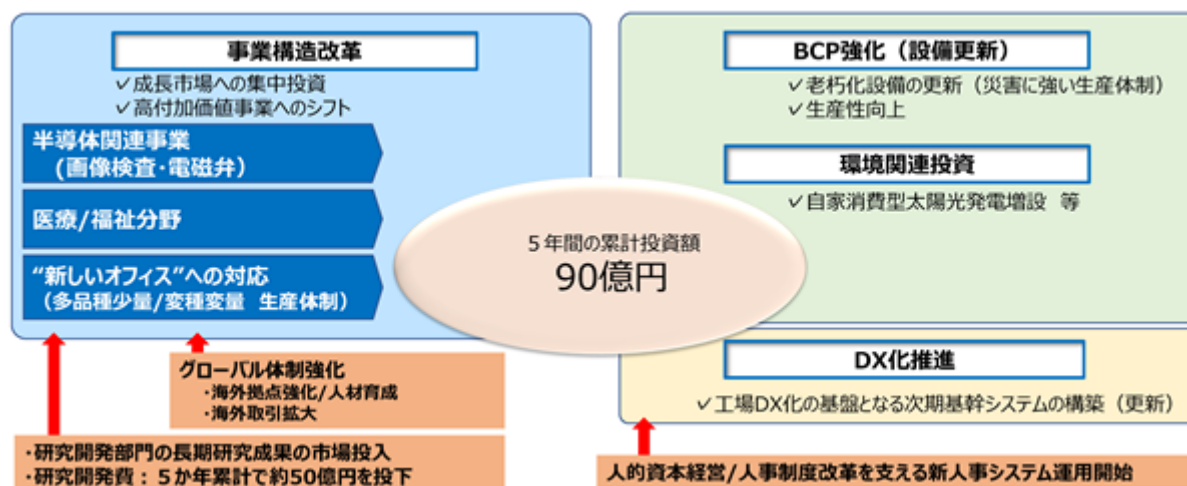 事業構造改革
✓成長市場への集中投資
✓高付加価値事業へのシフト
半導体関連事業
(画像検査・電磁弁)
医療/福祉分野
“新しいオフィス”への対応
（多品種少量/変種変量 生産体制）
グローバル体制強化
・海外拠点強化/人材育成
・海外取引拡大
・研究開発部門の長期研究成果の市場投入
・研究開発費：５か年累計で約50億円を投下
５年間の累計投資額
90億円
BCP強化（設備更新）
✓老朽化設備の更新（災害に強い生産体制）
✓生産性向上
環境関連投資
✓自家消費型太陽光発電増設 等
DX化推進
✓工場DX化の基盤となる次期基幹システムの構築（更新）
人的資本経営/人事制度改革を支える新人事システム運用開始